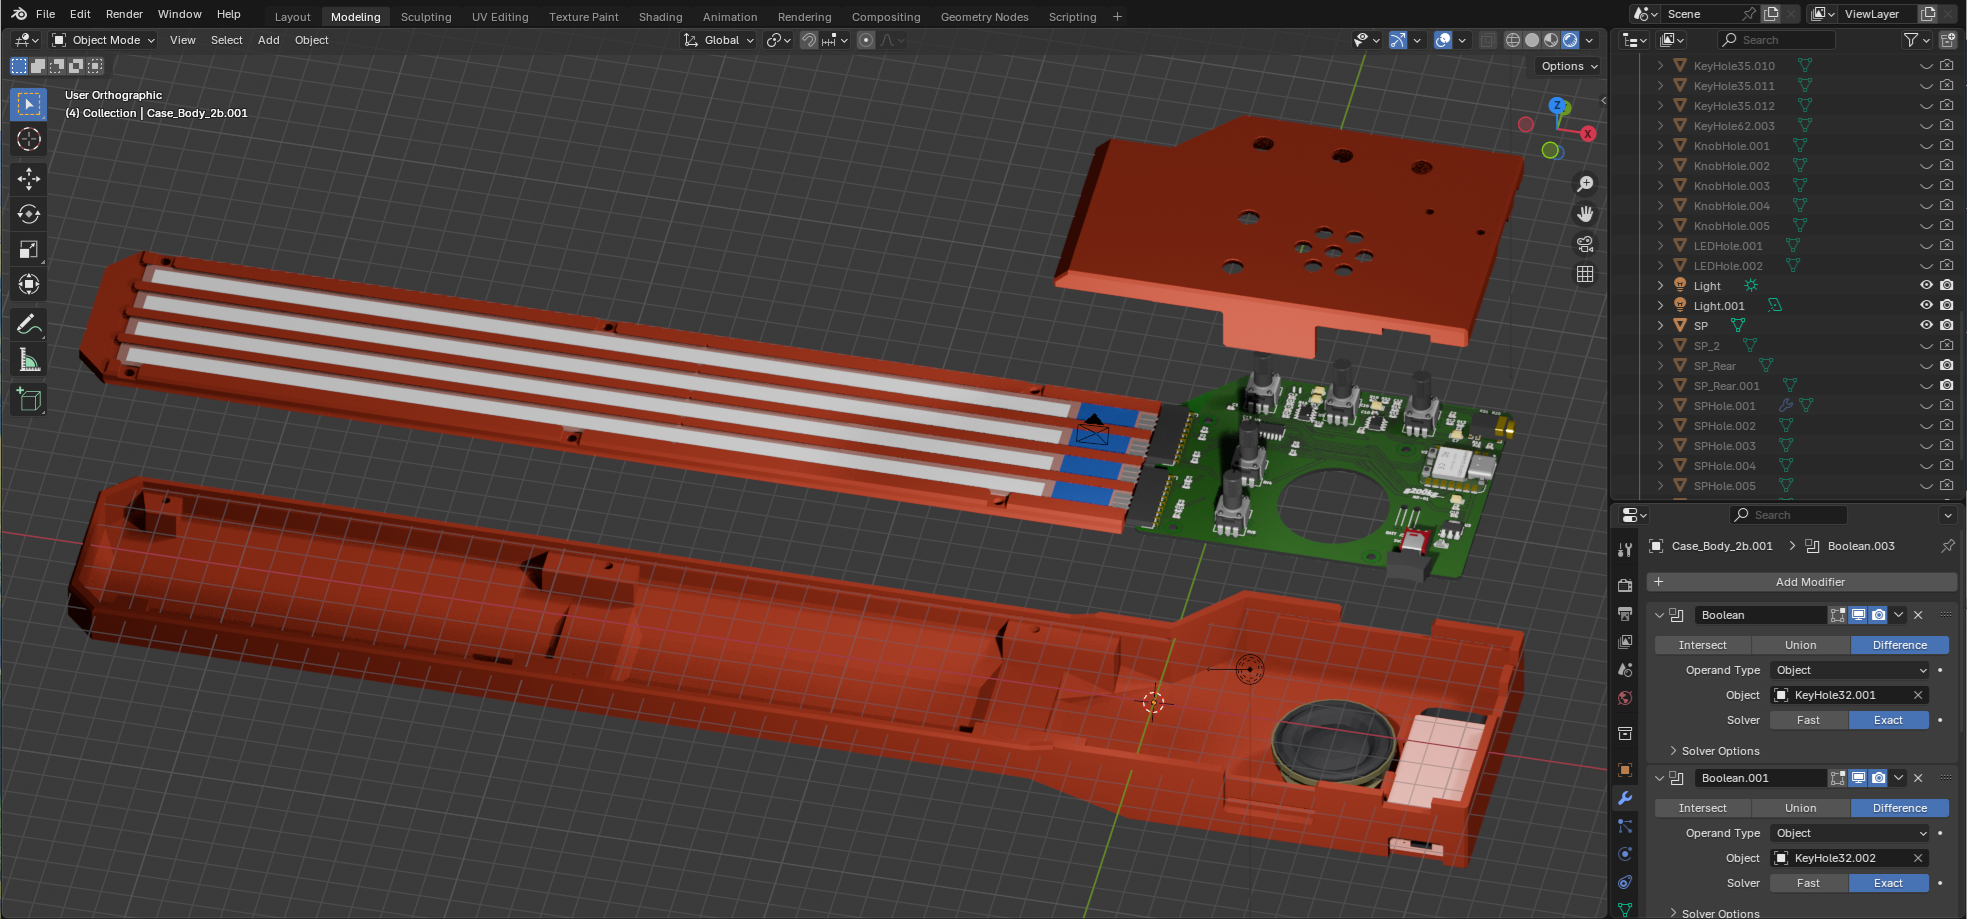 File Edit Render Window Help Layout Modeling Sculpting UV Editing Texture Paint Shading Animation Rendering Compositing Geometry Nodes Scripting + Scene ViewLayer
Object Mode View Select Add Object Global Search
Options
User Orthographic
(4) Collection | Case_Body_2b.001
Z
X
KeyHole35.010
KeyHole35.011
KeyHole35.012
KeyHole62.003
KnobHole.001
KnobHole.002
KnobHole.003
KnobHole.004
KnobHole.005
LEDHole.001
LEDHole.002
Light
Light.001
SP
SP_2
SP_Rear
SP_Rear.001
SPHole.001
SPHole.002
SPHole.003
SPHole.004
SPHole.005
Search
Case_Body_2b.001 Boolean.003
Add Modifier
Boolean
Intersect Union Difference
Operand Type Object
Object KeyHole32.001
Solver Fast Exact
Solver Options
Boolean.001
Intersect Union Difference
Operand Type Object
Object KeyHole32.002
Solver Fast Exact
Solver Options